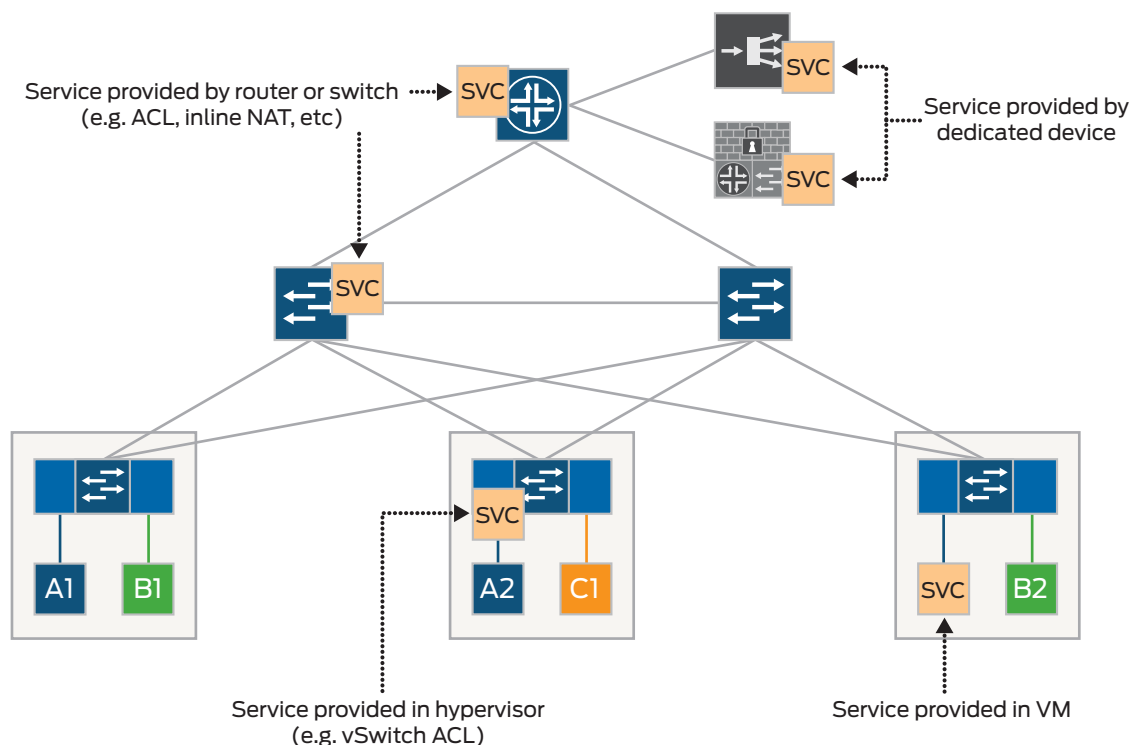 SVC
Service provided by router or switch
(e.g. ACL, inline NAT, etc)
SVC
Service provided by
dedicated device
SVC
SVC
SVC
SVC
A1
B1
A2
C1
SVC
B2
Service provided in hypervisor
(e.g. vSwitch ACL)
Service provided in VM